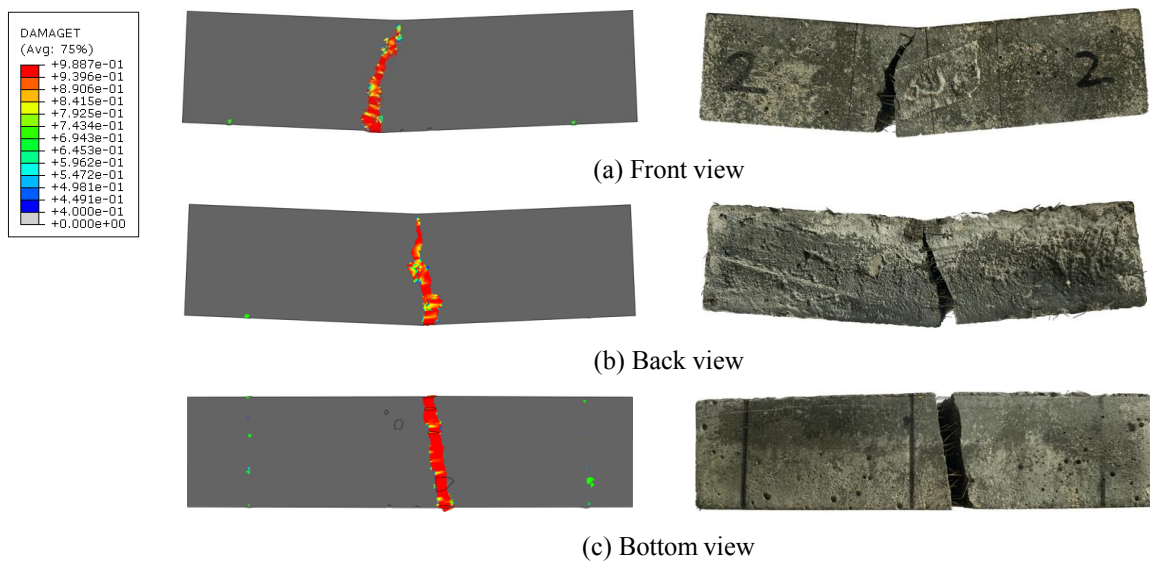 DAMAGET
(Avg: 75%)
+9.887e-01
+9.396e-01
+8.906e-01
+8.415e-01
+7.925e-01
+7.434e-01
+6.943e-01
+6.453e-01
+5.962e-01
+5.472e-01
+4.981e-01
+4.491e-01
+4.000e-01
+0.000e+00
2 2
(a) Front view
(b) Back view
(c) Bottom view